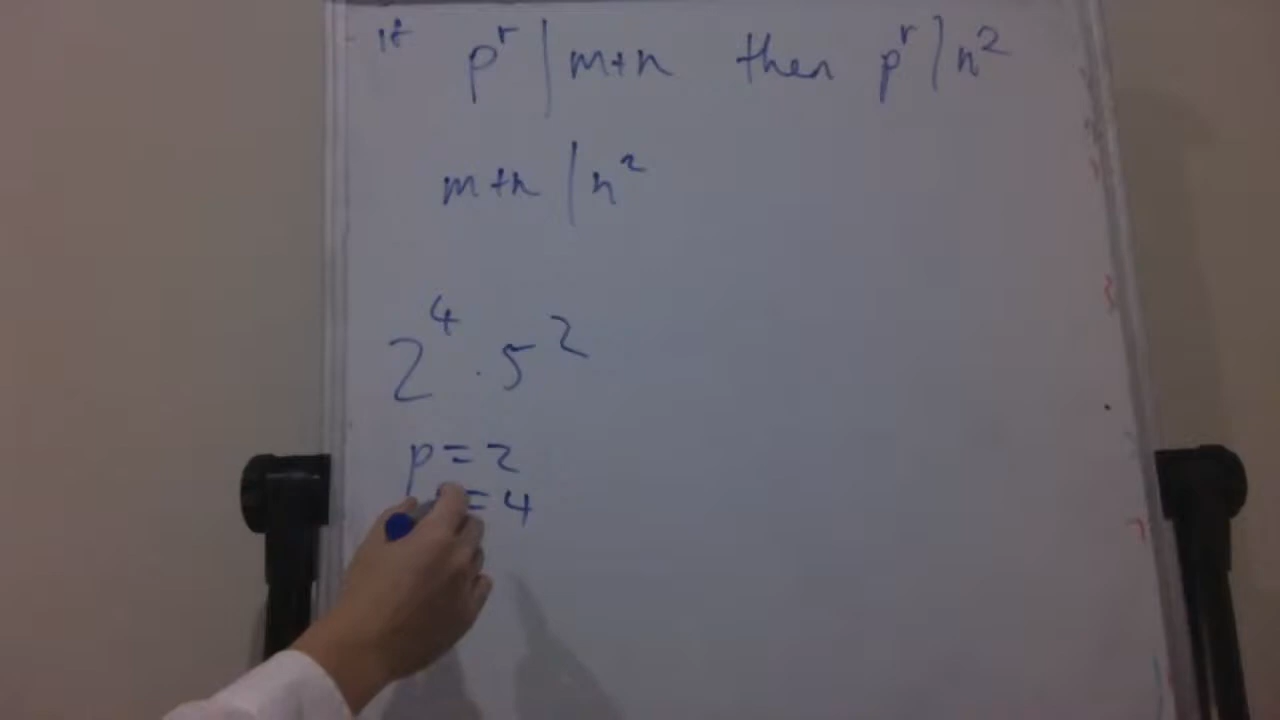 If pʳ | m+n then pʳ | n²
m+n | n²
2⁴ · 5²
p = 2
= 4